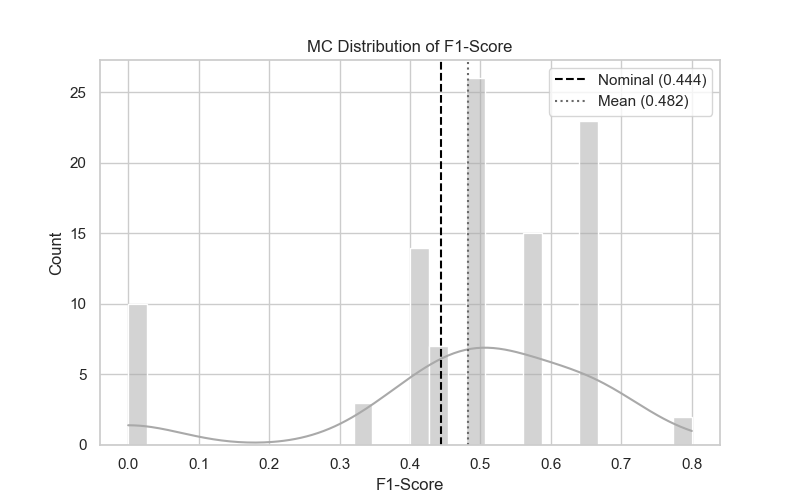 MC Distribution of F1-Score
Nominal (0.444)
Mean (0.482)
Count
25
20
15
10
5
0
0.0 0.1 0.2 0.3 0.4 0.5 0.6 0.7 0.8
F1-Score